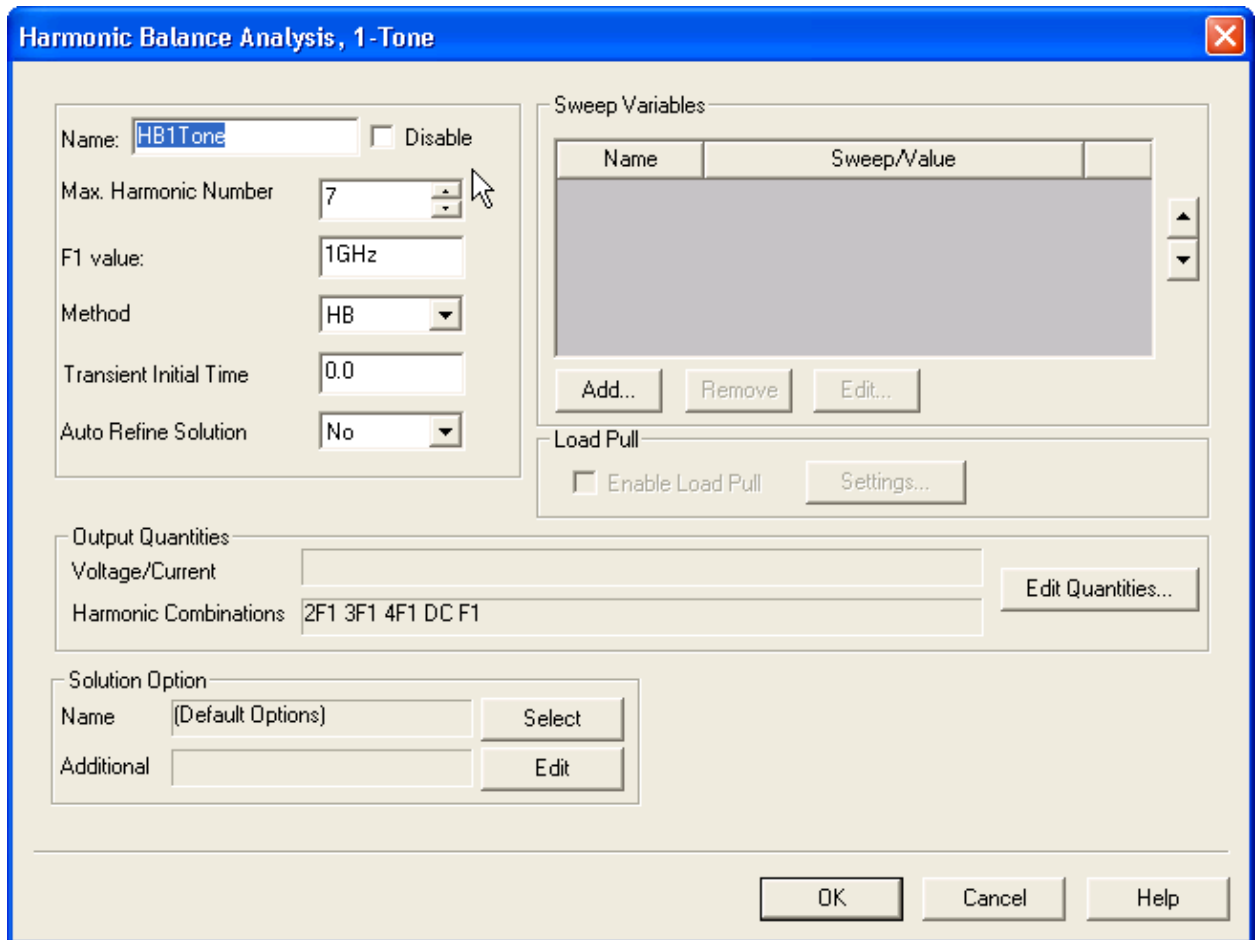 Harmonic Balance Analysis, 1-Tone
Name: HB1Tone Disable
Max. Harmonic Number 7
F1 value: 1GHz
Method HB
Transient Initial Time 0.0
Auto Refine Solution No
Sweep Variables
Name Sweep/Value
Add... Remove Edit...
Load Pull
Enable Load Pull Settings...
Output Quantities
Voltage/Current
Harmonic Combinations 2F1 3F1 4F1 DC F1
Edit Quantities...
Solution Option
Name (Default Options) Select
Additional Edit
OK Cancel Help